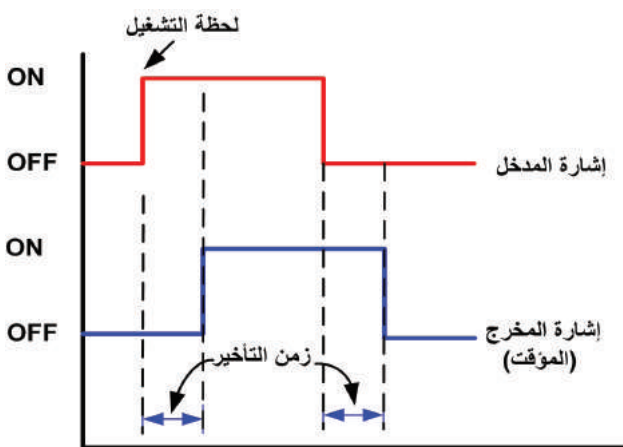 لحظة التشغيل
ON
OFF
إشارة المدخل
ON
OFF
إشارة المخرج
(المؤقت)
زمن التأخير